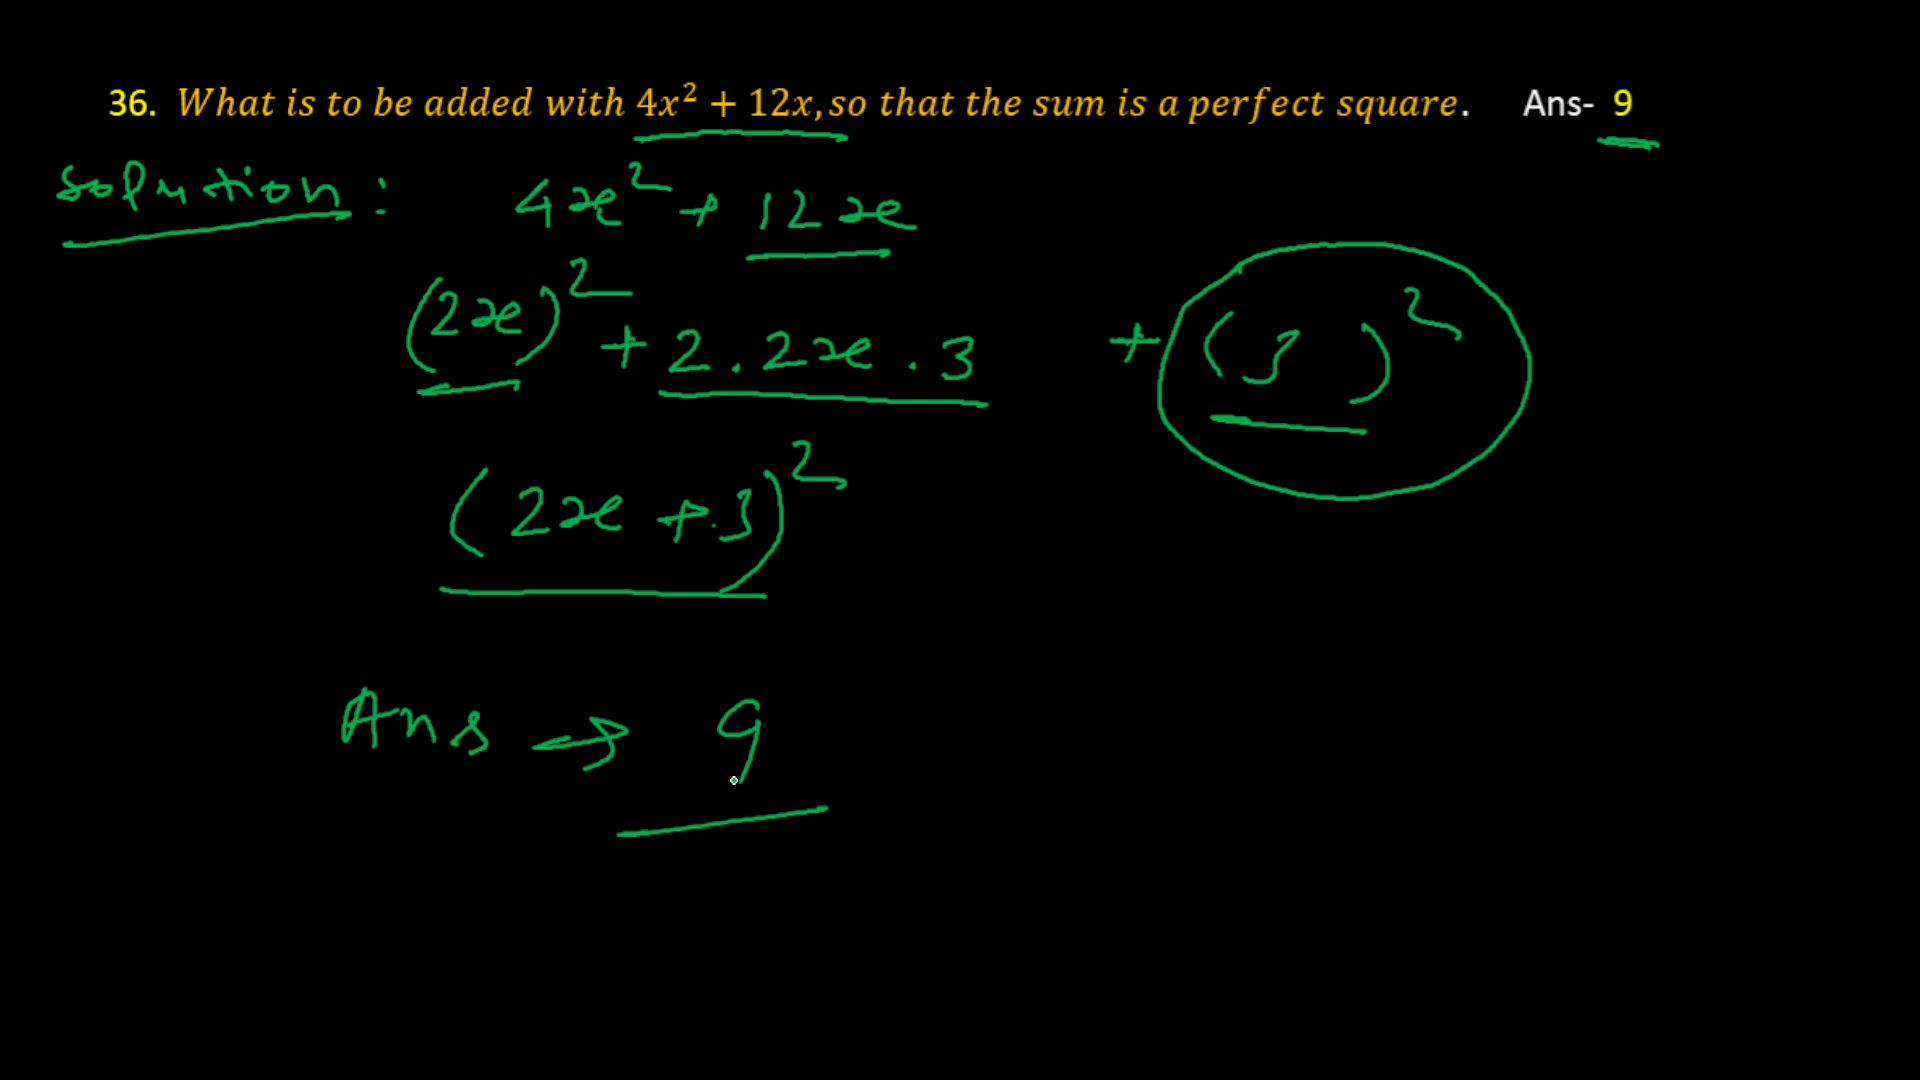 36. What is to be added with 4x² + 12x, so that the sum is a perfect square. Ans- 9
Solution: 4x² + 12x
(2x)² + 2.2x.3 + (3)²
(2x + 3)²
Ans → 9